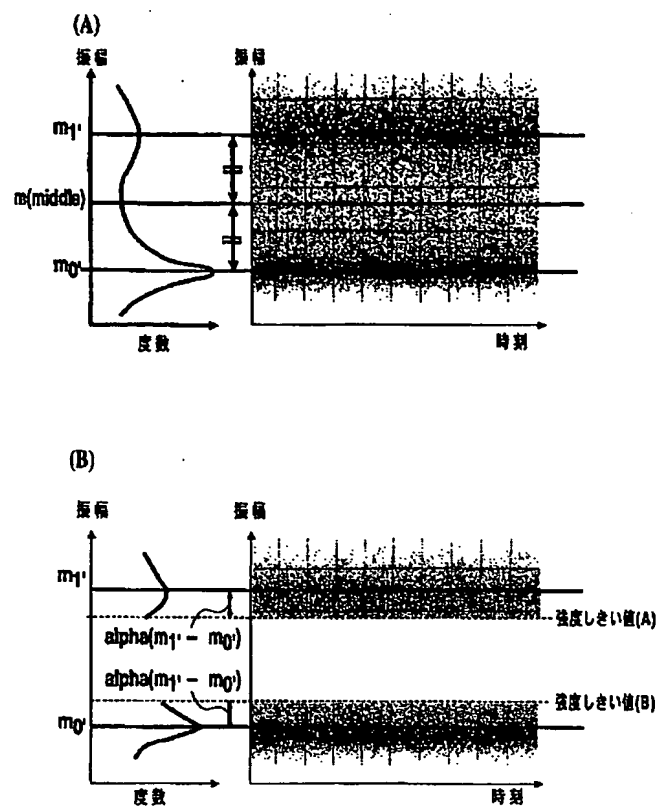 (A)
振幅 振幅
m1'
m(middle)
m0'
度数 時刻
(B)
振幅 振幅
m1'
強度しきい値(A)
alpha(m1' - m0')
alpha(m1' - m0')
強度しきい値(B)
m0'
度数 時刻